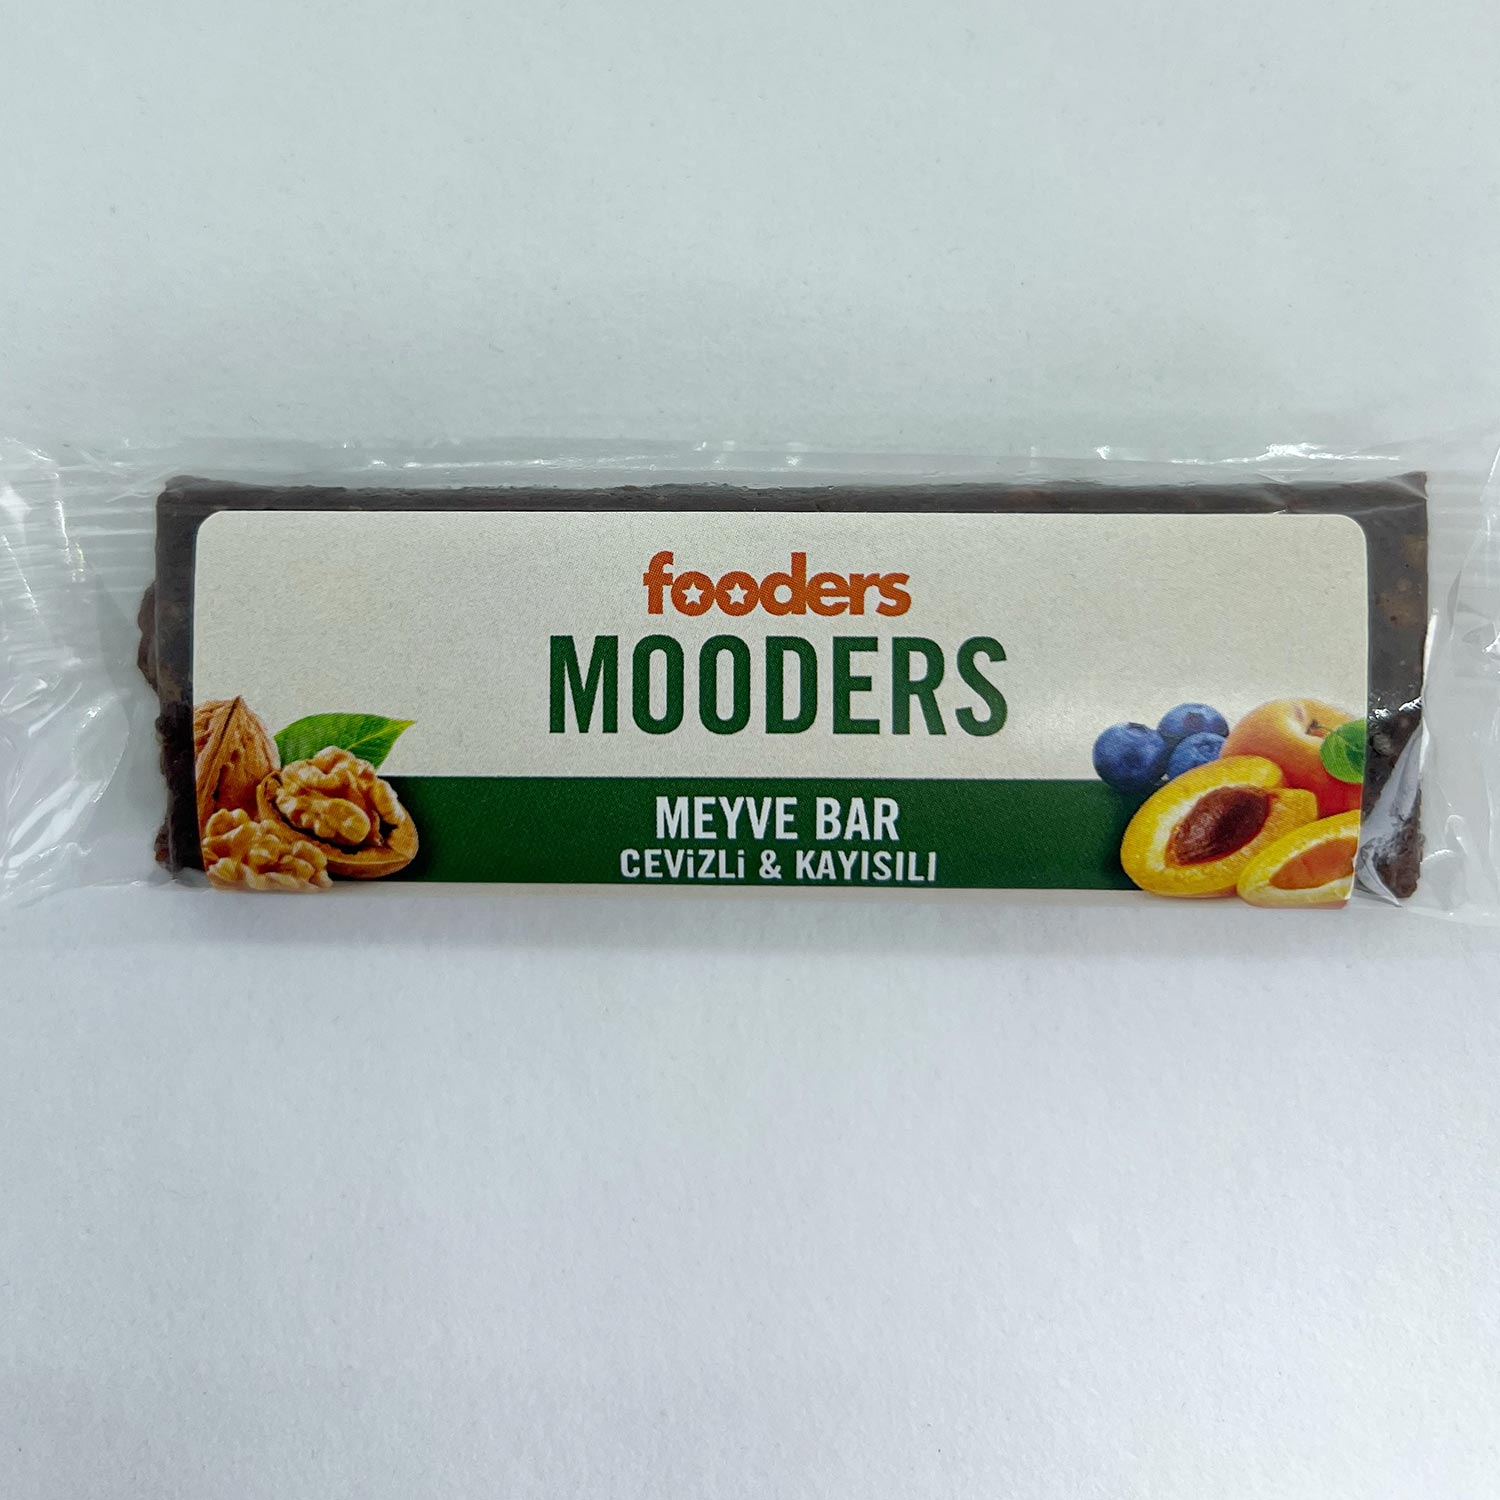 fooders
MOODERS
MEYVE BAR
CEViZLi & KAYISILI